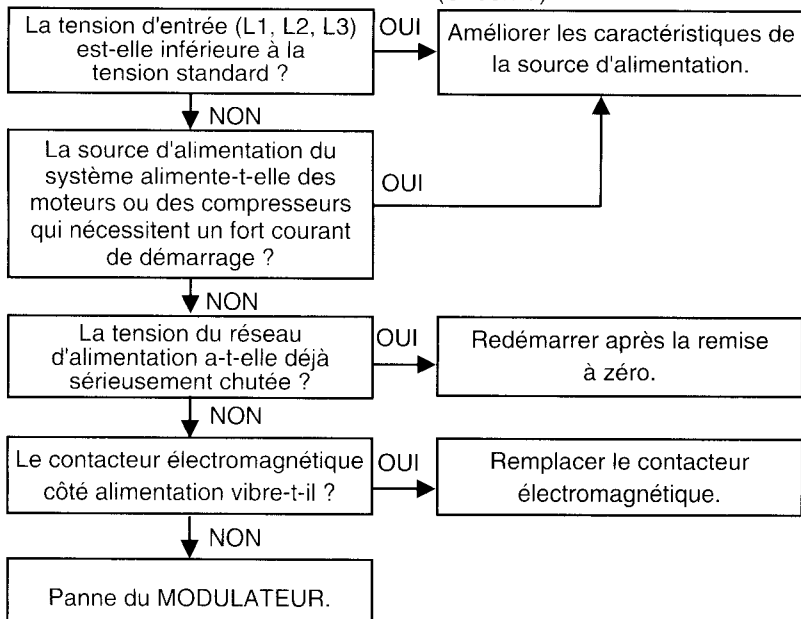 La tension d'entrée (L1, L2, L3)
est-elle inférieure à la
tension standard ?
OUI
Améliorer les caractéristiques de
la source d'alimentation.
NON
La source d'alimentation du
système alimente-t-elle des
moteurs ou des compresseurs
qui nécessitent un fort courant
de démarrage ?
OUI
NON
La tension du réseau
d'alimentation a-t-elle déjà
sérieusement chutée ?
OUI
Redémarrer après la remise
à zéro.
NON
Le contacteur électromagnétique
côté alimentation vibre-t-il ?
OUI
Remplacer le contacteur
électromagnétique.
NON
Panne du MODULATEUR.